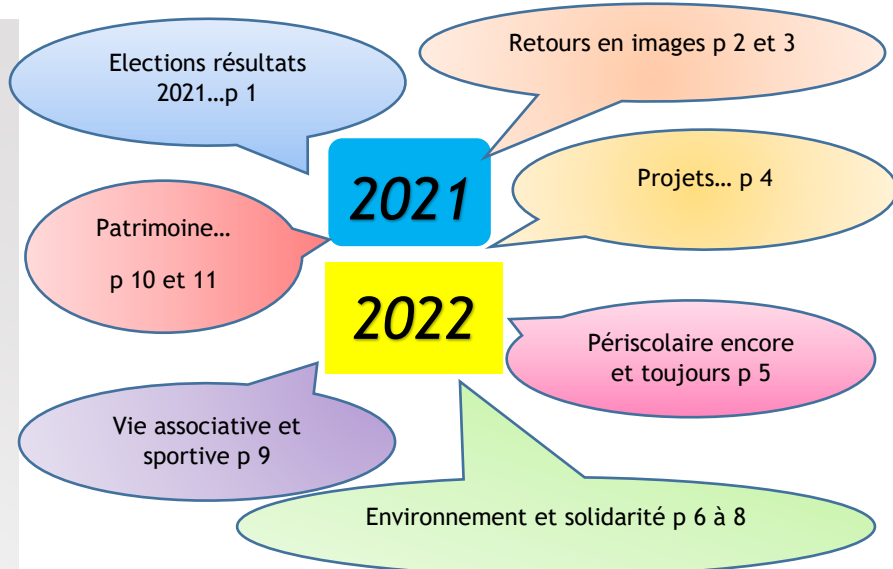 Elections résultats
2021…p 1
Retours en images p 2 et 3
2021
Projets… p 4
Patrimoine…
p 10 et 11
2022
Périscolaire encore
et toujours p 5
Vie associative et
sportive p 9
Environnement et solidarité p 6 à 8